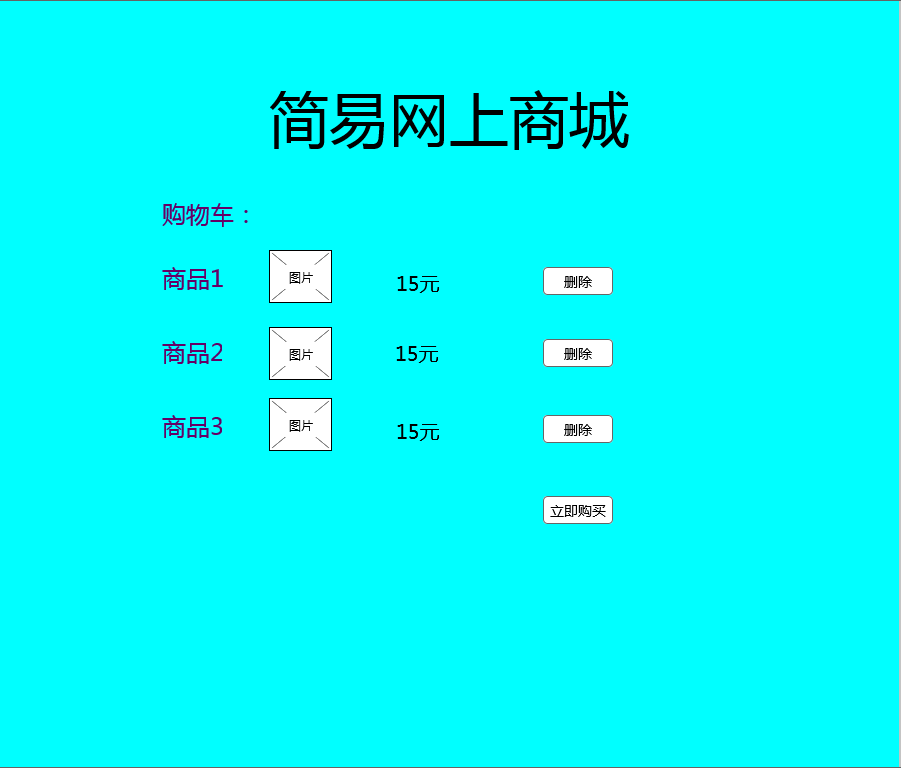 简易网上商城
购物车：
商品1 图片 15元 删除
商品2 图片 15元 删除
商品3 图片 15元 删除
立即购买